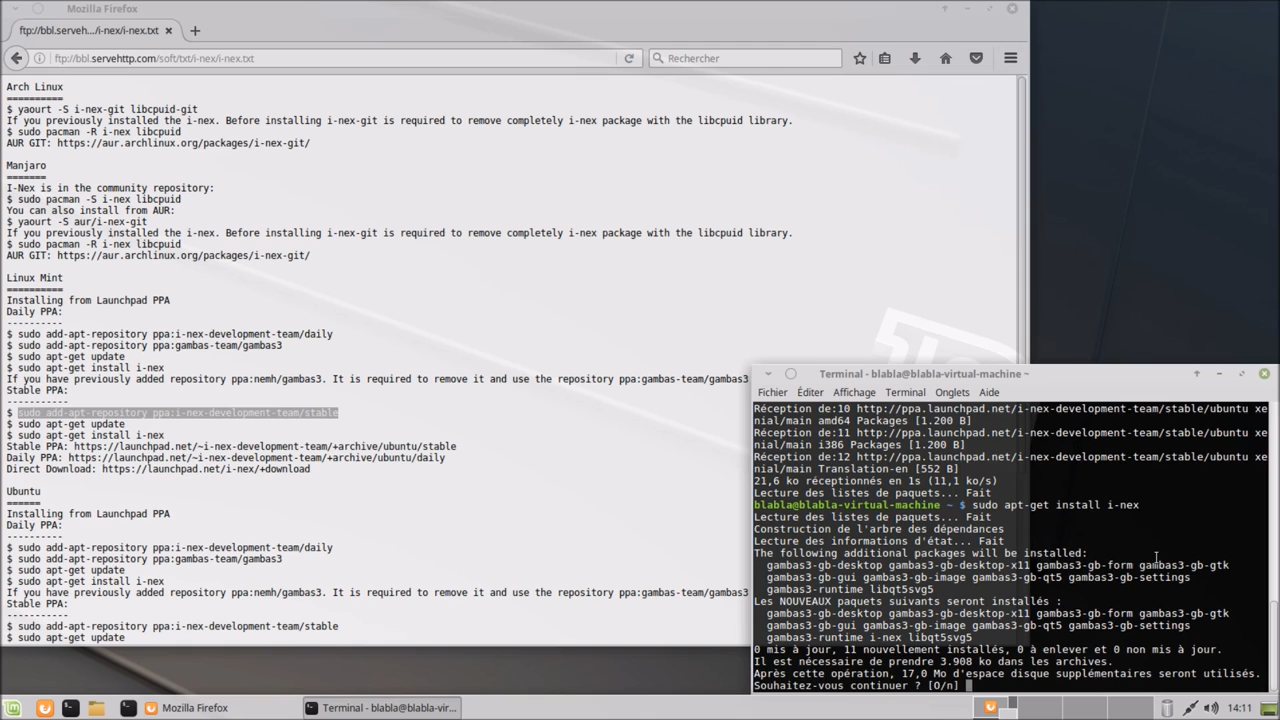 Mozilla Firefox
ftp://bbl.serveh.../i-nex/i-nex.txt
ftp://bbl.servehttp.com/soft/txt/i-nex/i-nex.txt
Rechercher
Arch Linux
==========
$ yaourt -S i-nex-git libcpuid-git
If you previously installed the i-nex. Before installing i-nex-git is required to remove completely i-nex package with the libcpuid library.
$ sudo pacman -R i-nex libcpuid
AUR GIT: https://aur.archlinux.org/packages/i-nex-git/
Manjaro
=======
I-Nex is in the community repository:
$ sudo pacman -S i-nex libcpuid
You can also install from AUR:
$ yaourt -S aur/i-nex-git
If you previously installed the i-nex. Before installing i-nex-git is required to remove completely i-nex package with the libcpuid library.
$ sudo pacman -R i-nex libcpuid
AUR GIT: https://aur.archlinux.org/packages/i-nex-git/
Linux Mint
==========
Installing from Launchpad PPA
Daily PPA:
----------
$ sudo add-apt-repository ppa:i-nex-development-team/daily
$ sudo add-apt-repository ppa:gambas-team/gambas3
$ sudo apt-get update
$ sudo apt-get install i-nex
If you have previously added repository ppa:nemh/gambas3. It is required to remove it and use the repository ppa:gambas-team/gambas3
Stable PPA:
-----------
$ sudo add-apt-repository ppa:i-nex-development-team/stable
$ sudo apt-get update
$ sudo apt-get install i-nex
Stable PPA: https://launchpad.net/~i-nex-development-team/+archive/ubuntu/stable
Daily PPA: https://launchpad.net/~i-nex-development-team/+archive/ubuntu/daily
Direct Download: https://launchpad.net/i-nex/+download
Ubuntu
======
Installing from Launchpad PPA
Daily PPA:
----------
$ sudo add-apt-repository ppa:i-nex-development-team/daily
$ sudo add-apt-repository ppa:gambas-team/gambas3
$ sudo apt-get update
$ sudo apt-get install i-nex
If you have previously added repository ppa:nemh/gambas3. It is required to remove it and use the repository ppa:gambas-team/gambas3
Stable PPA:
-----------
$ sudo add-apt-repository ppa:i-nex-development-team/stable
$ sudo apt-get update
Terminal - blabla@blabla-virtual-machine ~
Fichier Éditer Affichage Terminal Onglets Aide
Réception de:10 http://ppa.launchpad.net/i-nex-development-team/stable/ubuntu xe
nial/main amd64 Packages [1.200 B]
Réception de:11 http://ppa.launchpad.net/i-nex-development-team/stable/ubuntu xe
nial/main i386 Packages [1.200 B]
Réception de:12 http://ppa.launchpad.net/i-nex-development-team/stable/ubuntu xe
nial/main Translation-en [552 B]
21,6 ko réceptionnés en 1s (11,1 ko/s)
Lecture des listes de paquets... Fait
blabla@blabla-virtual-machine ~ $ sudo apt-get install i-nex
Lecture des listes de paquets... Fait
Construction de l'arbre des dépendances
Lecture des informations d'état... Fait
The following additional packages will be installed:
gambas3-gb-desktop gambas3-gb-desktop-x11 gambas3-gb-form gambas3-gb-gtk
gambas3-gb-gui gambas3-gb-image gambas3-gb-qt5 gambas3-gb-settings
gambas3-runtime libqt5svg5
Les NOUVEAUX paquets suivants seront installés :
gambas3-gb-desktop gambas3-gb-desktop-x11 gambas3-gb-form gambas3-gb-gtk
gambas3-gb-gui gambas3-gb-image gambas3-gb-qt5 gambas3-gb-settings
gambas3-runtime i-nex libqt5svg5
0 mis à jour, 11 nouvellement installés, 0 à enlever et 0 non mis à jour.
Il est nécessaire de prendre 3.908 ko dans les archives.
Après cette opération, 17,0 Mo d'espace disque supplémentaires seront utilisés.
Souhaitez-vous continuer ? [O/n]
Mozilla Firefox
Terminal - blabla@blabla-vir...
14:11